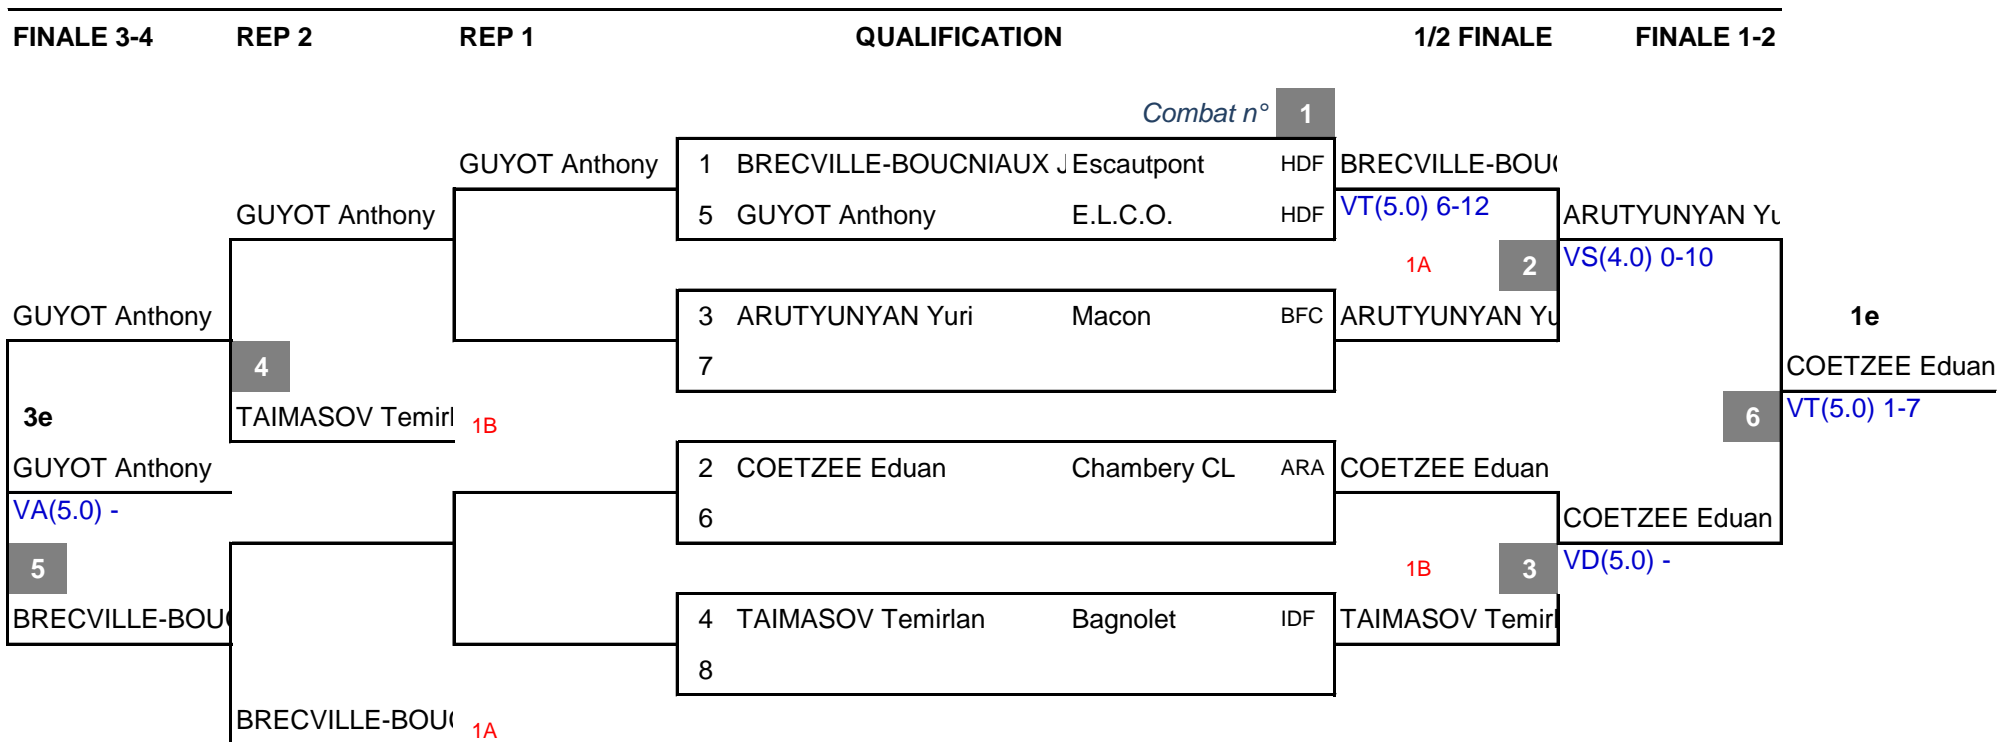 FINALE 3-4 REP 2 REP 1 QUALIFICATION 1/2 FINALE FINALE 1-2
Combat n° 1
GUYOT Anthony 1 BRECVILLE-BOUCNIAUX J Escautpont HDF BRECVILLE-BOUC
GUYOT Anthony 5 GUYOT Anthony E.L.C.O. HDF VT(5.0) 6-12 ARUTYUNYAN Yu
1A 2 VS(4.0) 0-10
GUYOT Anthony 3 ARUTYUNYAN Yuri Macon BFC ARUTYUNYAN Yu 1e
4 7 COETZEE Eduan
3e TAIMASOV Temirl 1B 6 VT(5.0) 1-7
GUYOT Anthony 2 COETZEE Eduan Chambery CL ARA COETZEE Eduan
VA(5.0) - 6 COETZEE Eduan
5 1B 3 VD(5.0) -
BRECVILLE-BOUC 4 TAIMASOV Temirlan Bagnolet IDF TAIMASOV Temirl
8
BRECVILLE-BOUC 1A